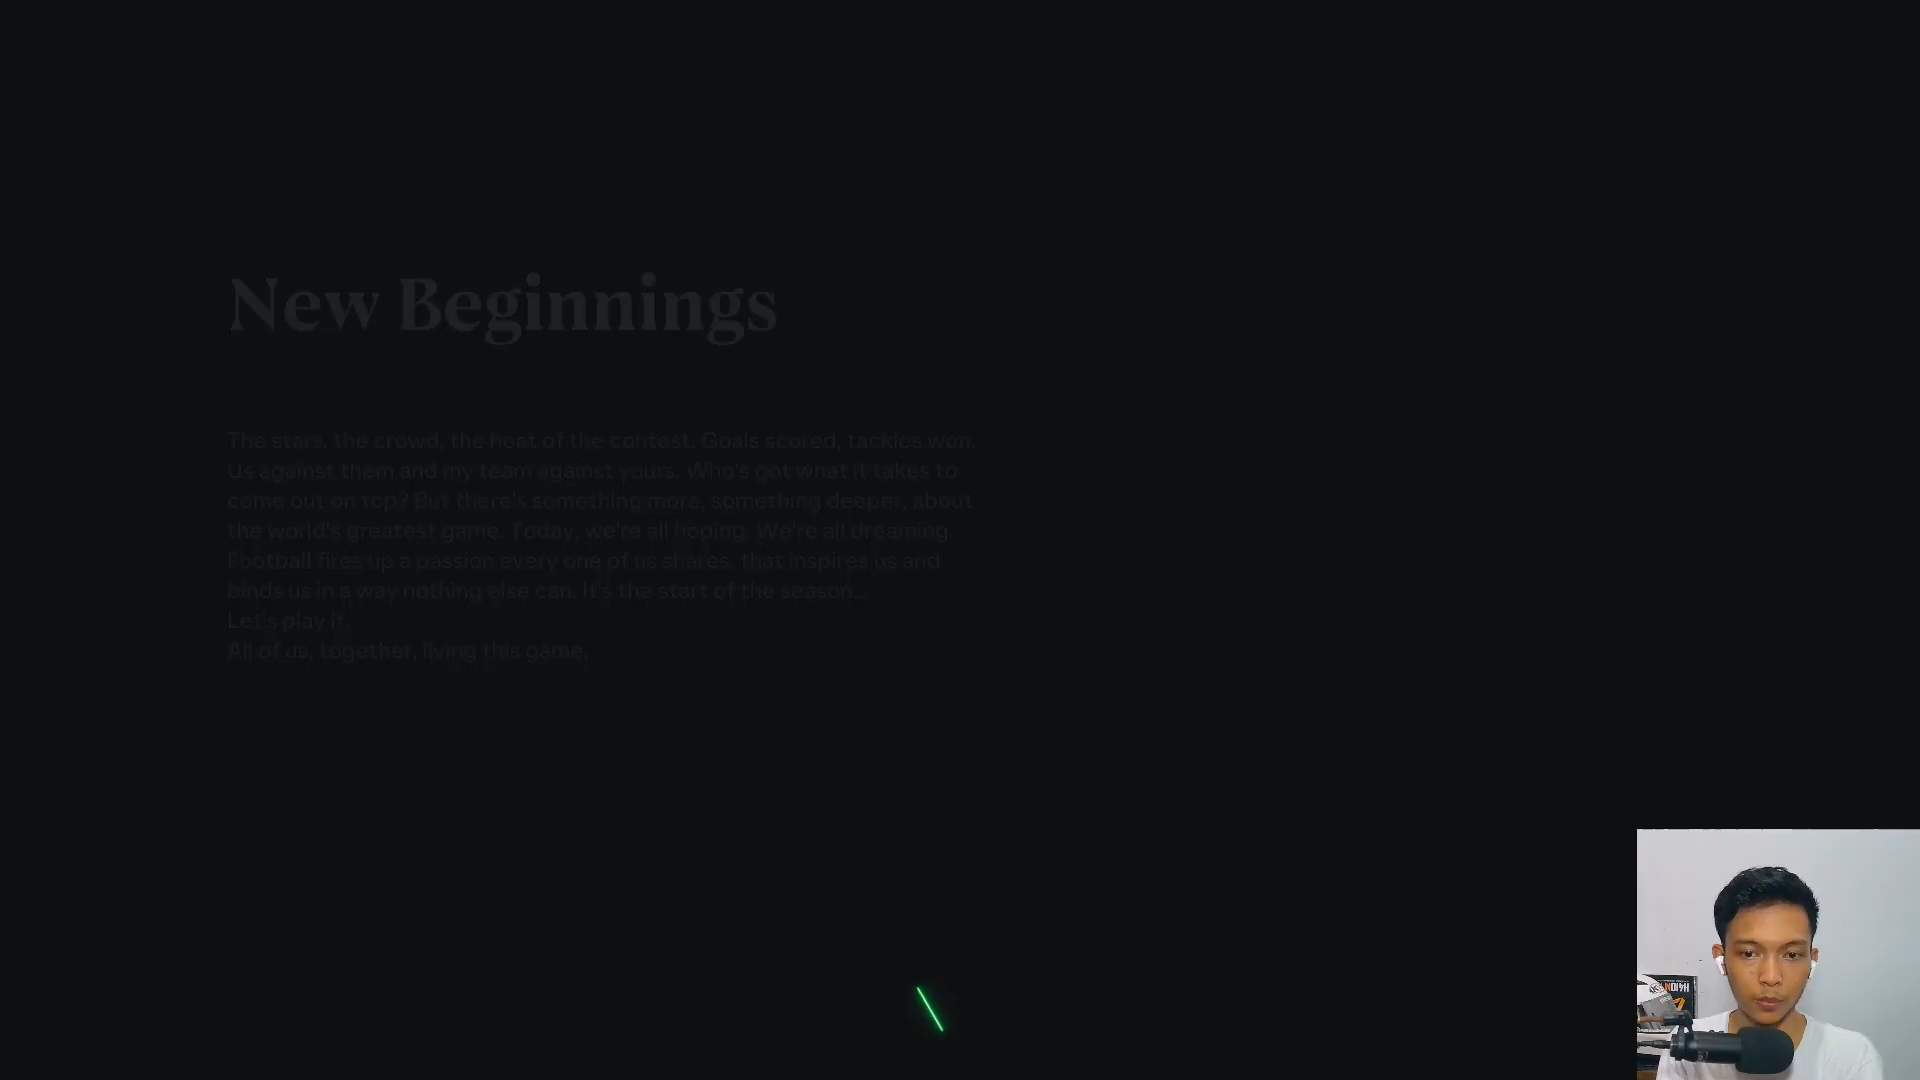 New Beginnings
The stars, the crowd, the heat of the contest. Goals scored, tackles won.
Us against them and my team against yours. Who's got what it takes to
come out on top? But there's something more, something deeper, about
the world's greatest game. Today, we're all hoping. We're all dreaming.
Football fires up a passion every one of us shares, that inspires us and
binds us in a way nothing else can. It's the start of the season...
Let's play it.
All of us, together, living this game.